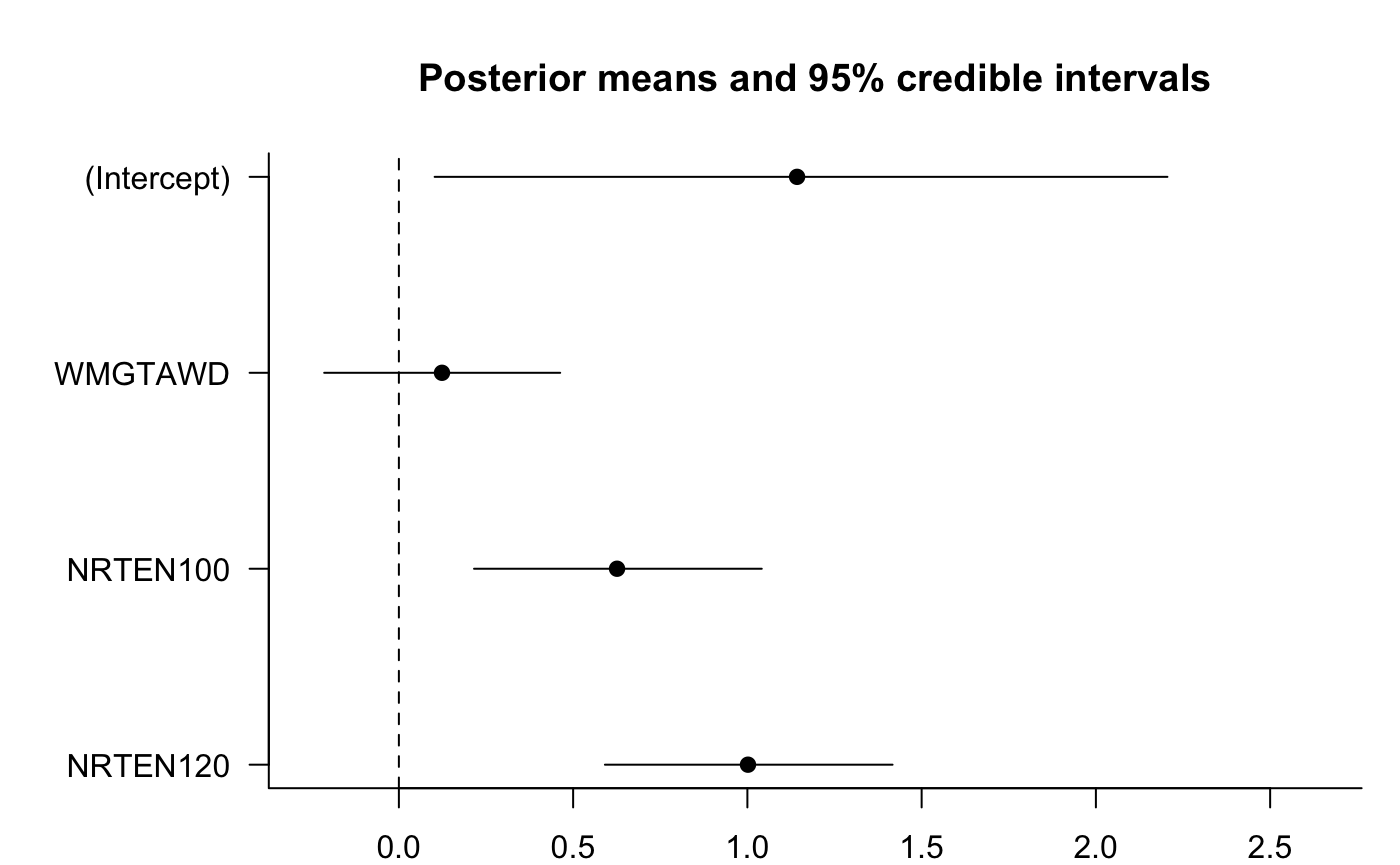 Posterior means and 95% credible intervals
(Intercept)
WMGTAWD
NRTEN100
NRTEN120
0.0 0.5 1.0 1.5 2.0 2.5